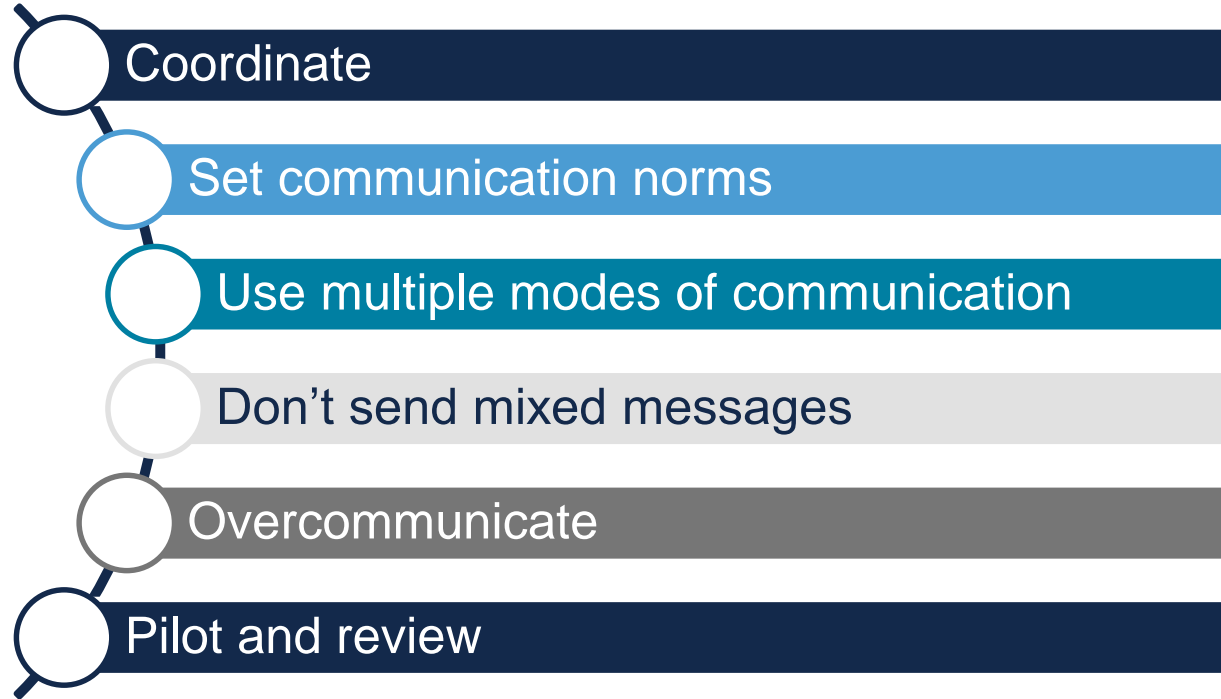 Coordinate
Set communication norms
Use multiple modes of communication
Don’t send mixed messages
Overcommunicate
Pilot and review